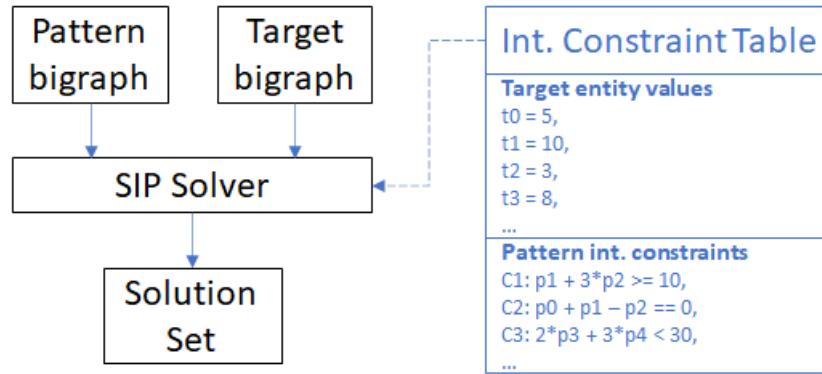 Pattern
bigraph
Target
bigraph
SIP Solver
Solution
Set
Int. Constraint Table
Target entity values
t0 = 5,
t1 = 10,
t2 = 3,
t3 = 8,
...
Pattern int. constraints
C1: p1 + 3*p2 >= 10,
C2: p0 + p1 – p2 == 0,
C3: 2*p3 + 3*p4 < 30,
...